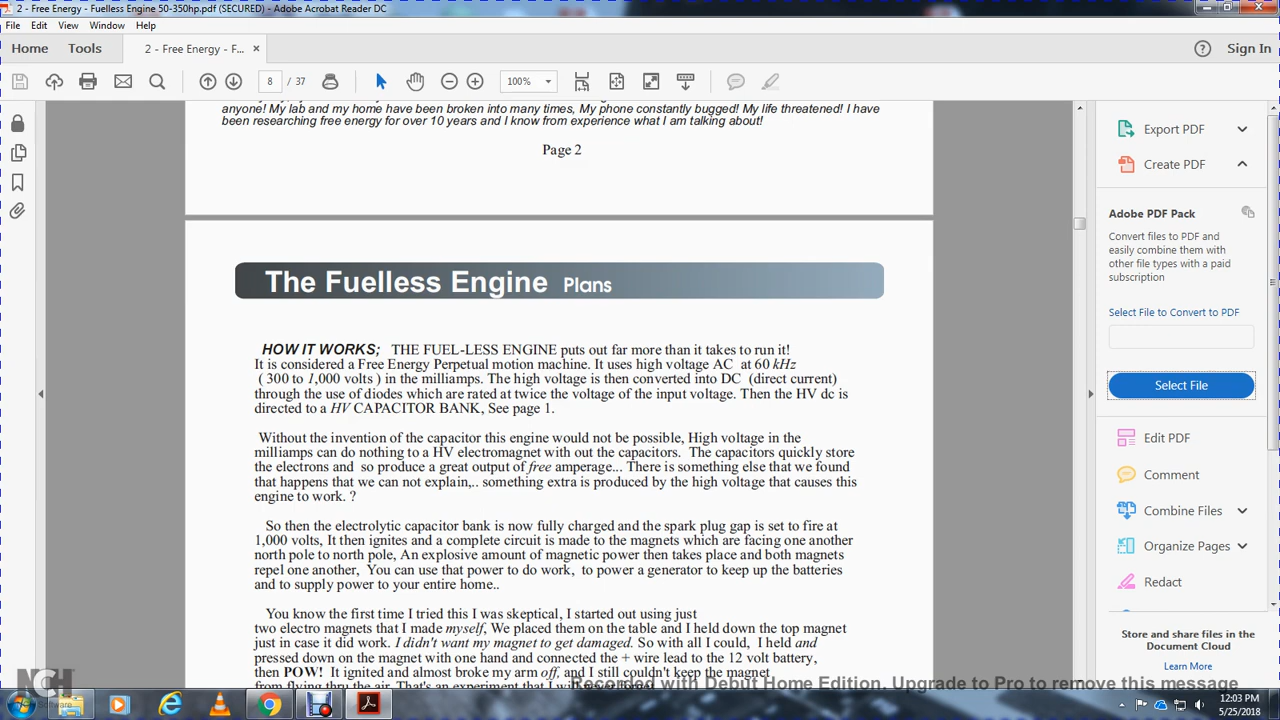 2 - Free Energy - Fuelless Engine 50-350hp.pdf (SECURED) - Adobe Acrobat Reader DC
File Edit View Window Help
Home Tools 2 - Free Energy - F... × Sign In
8 / 37 100%
anyone! My lab and my home have been broken into many times, My phone constantly bugged! My life threatened! I have
been researching free energy for over 10 years and I know from experience what I am talking about!
Page 2
The Fuelless Engine Plans
HOW IT WORKS; THE FUEL-LESS ENGINE puts out far more than it takes to run it!
It is considered a Free Energy Perpetual motion machine. It uses high voltage AC at 60 kHz
( 300 to 1,000 volts ) in the milliamps. The high voltage is then converted into DC (direct current)
through the use of diodes which are rated at twice the voltage of the input voltage. Then the HV dc is
directed to a HV CAPACITOR BANK, See page 1.
Without the invention of the capacitor this engine would not be possible, High voltage in the
milliamps can do nothing to a HV electromagnet with out the capacitors. The capacitors quickly store
the electrons and so produce a great output of free amperage... There is something else that we found
that happens that we can not explain,.. something extra is produced by the high voltage that causes this
engine to work. ?
So then the electrolytic capacitor bank is now fully charged and the spark plug gap is set to fire at
1,000 volts, It then ignites and a complete circuit is made to the magnets which are facing one another
north pole to north pole, An explosive amount of magnetic power then takes place and both magnets
repel one another, You can use that power to do work, to power a generator to keep up the batteries
and to supply power to your entire home..
You know the first time I tried this I was skeptical, I started out using just
two electro magnets that I made myself, We placed them on the table and I held down the top magnet
just in case it did work. I didn't want my magnet to get damaged. So with all I could, I held and
pressed down on the magnet with one hand and connected the + wire lead to the 12 volt battery,
then POW! It ignited and almost broke my arm off, and I still couldn't keep the magnet
from flying thru the air. That's an experiment that I will
Export PDF
Create PDF
Adobe PDF Pack
Convert files to PDF and
easily combine them with
other file types with a paid
subscription
Select File to Convert to PDF
Select File
Edit PDF
Comment
Combine Files
Organize Pages
Redact
Store and share files in the
Document Cloud
Learn More
Recorded with Debut Home Edition. Upgrade to Pro to remove this message
NCH
Software
12:03 PM
5/25/2018